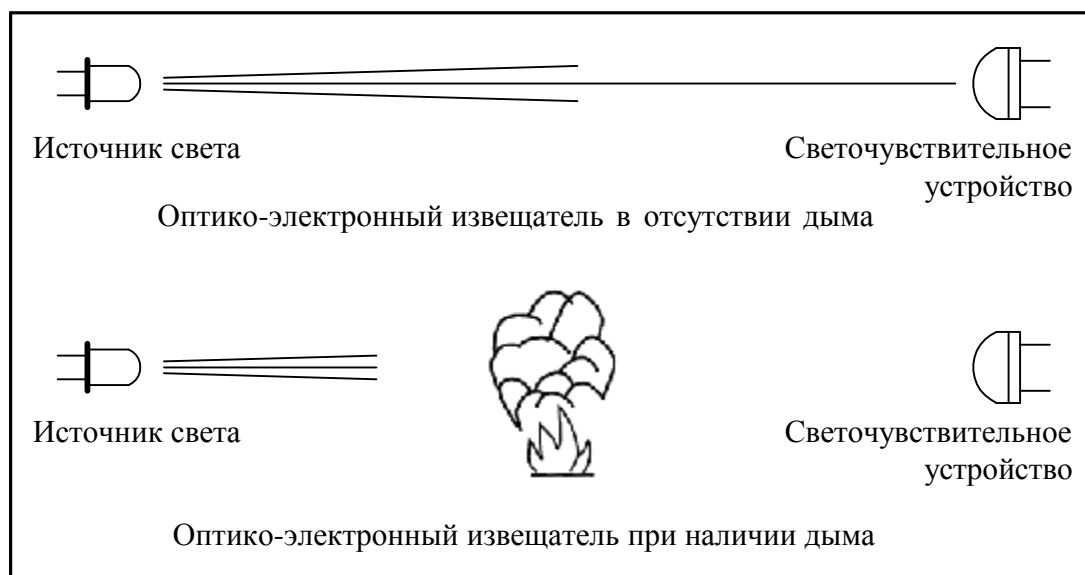 Источник света
Светочувствительное
устройство
Оптико-электронный извещатель в отсутствии дыма
Источник света
Светочувствительное
устройство
Оптико-электронный извещатель при наличии дыма